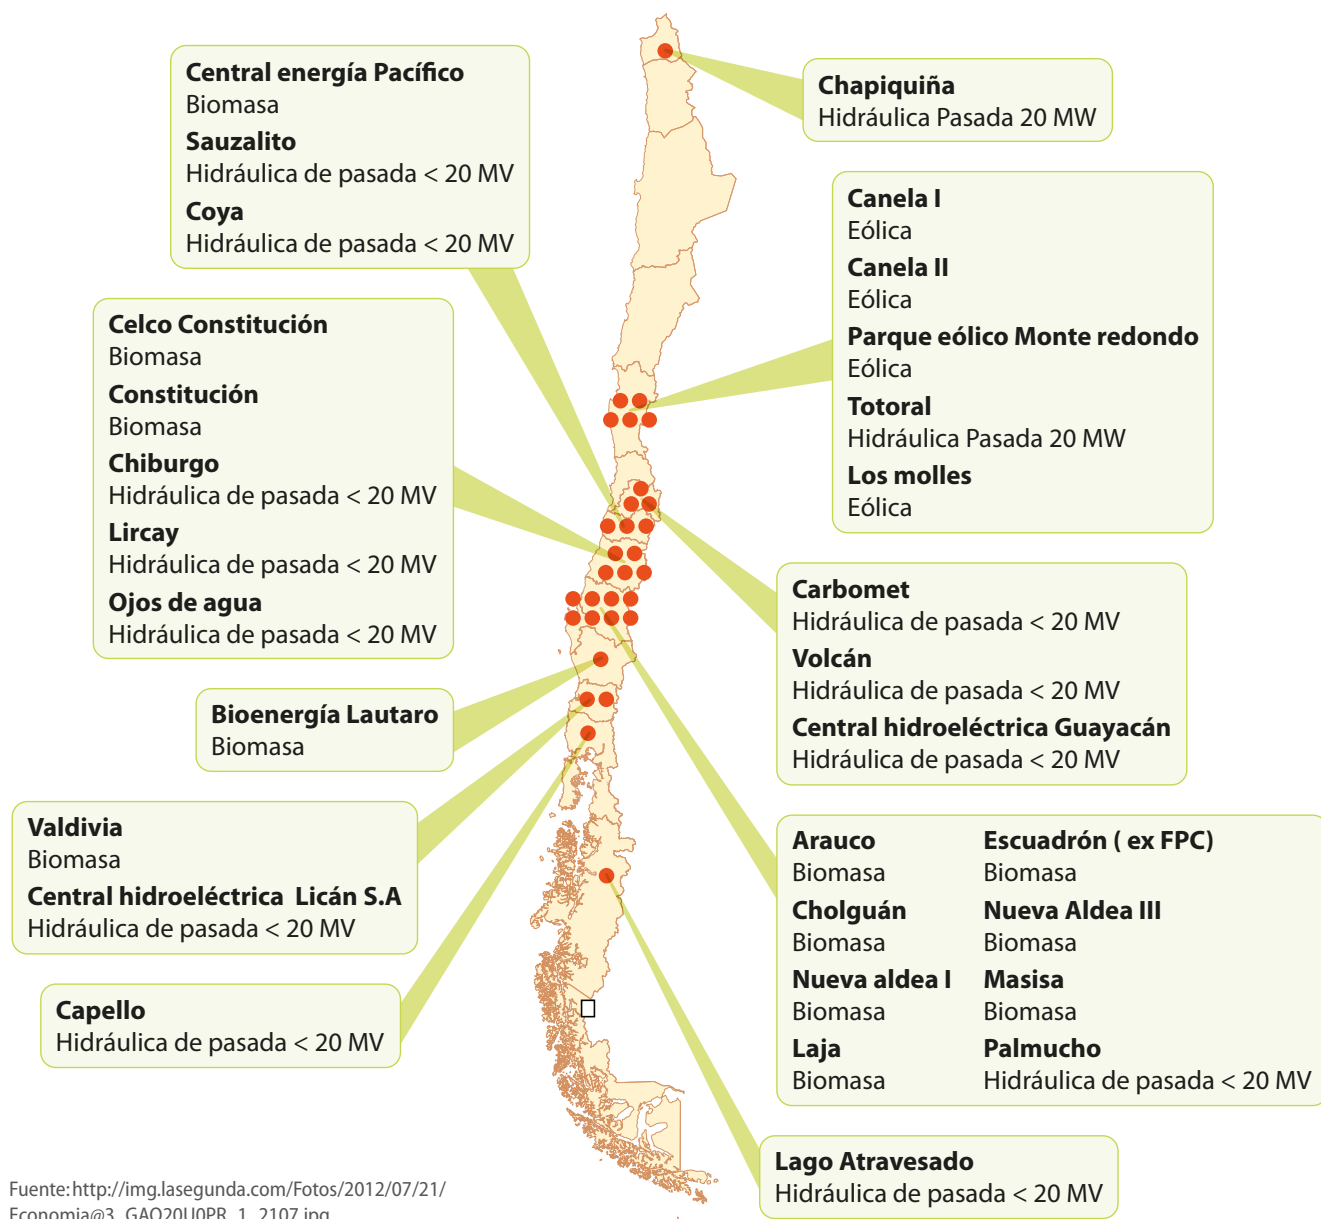 Central energía Pacífico
Biomasa
Sauzalito
Hidráulica de pasada < 20 MV
Coya
Hidráulica de pasada < 20 MV
Chapiquiña
Hidráulica Pasada 20 MW
Canela I
Eólica
Canela II
Eólica
Parque eólico Monte redondo
Eólica
Totoral
Hidráulica Pasada 20 MW
Los molles
Eólica
Celco Constitución
Biomasa
Constitución
Biomasa
Chiburgo
Hidráulica de pasada < 20 MV
Lircay
Hidráulica de pasada < 20 MV
Ojos de agua
Hidráulica de pasada < 20 MV
Carbomet
Hidráulica de pasada < 20 MV
Volcán
Hidráulica de pasada < 20 MV
Central hidroeléctrica Guayacán
Hidráulica de pasada < 20 MV
Bioenergía Lautaro
Biomasa
Valdivia
Biomasa
Central hidroeléctrica Licán S.A
Hidráulica de pasada < 20 MV
Arauco
Biomasa
Cholguán
Biomasa
Nueva aldea I
Biomasa
Laja
Biomasa
Escuadrón ( ex FPC)
Biomasa
Nueva Aldea III
Biomasa
Masisa
Biomasa
Palmucho
Hidráulica de pasada < 20 MV
Capello
Hidráulica de pasada < 20 MV
Lago Atravesado
Hidráulica de pasada < 20 MV
Fuente:http://img.lasegunda.com/Fotos/2012/07/21/
Economia@3_GAO20U0PR_1_2107.jpg